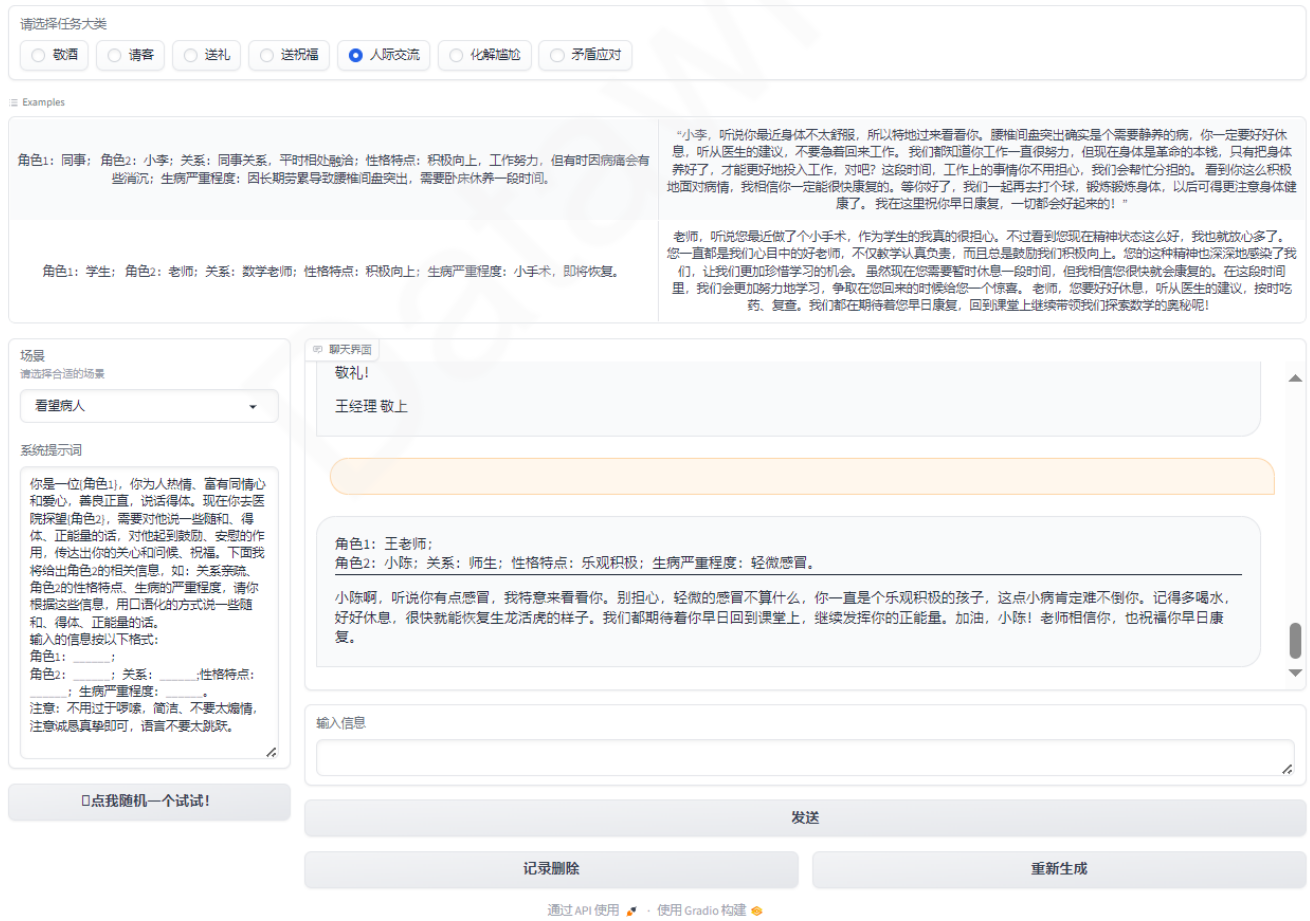 请选择任务大类
敬酒 请客 送礼 送祝福 人际交流 化解尴尬 矛盾应对
Examples
角色1：同事； 角色2：小李；关系：同事关系，平时相处融洽；性格特点：积极向上，工作努力，但有时因病痛会有
些消沉；生病严重程度：因长期劳累导致腰椎间盘突出，需要卧床休养一段时间。
“小李，听说你最近身体不太舒服，所以特地过来看看你。腰椎间盘突出确实是个需要静养的病，你一定要好好休
息，听从医生的建议，不要急着回来工作。 我们都知道你工作一直很努力，但现在身体是革命的本钱，只有把身体
养好了，才能更好地投入工作，对吧？这段时间，工作上的事情你不用担心，我们会帮忙分担的。 看到你这么积极
地面对病情，我相信你一定能很快康复的。等你好了，我们一起再去打个球，锻炼锻炼身体，以后可得更注意身体健
康了。 我在这里祝你早日康复，一切都会好起来的！”
角色1：学生；角色2：老师；关系：数学老师；性格特点：积极向上；生病严重程度：小手术，即将恢复。
老师，听说您最近做了个小手术，作为学生的我真的很担心。不过看到您现在精神状态这么好，我也就放心多了。
您一直都是我们心目中的好老师，不仅教学认真负责，而且总是鼓励我们积极向上。您的这种精神也深深地感染了我
们，让我们更加珍惜学习的机会。 虽然现在您需要暂时休息一段时间，但我相信您很快就会康复的。在这段时间
里，我们会更加努力地学习，争取在您回来的时候给您一个惊喜。 老师，您要好好休息，听从医生的建议，按时吃
药、复查。我们都在期待着您早日康复，回到课堂上继续带领我们探索数学的奥秘呢！
场景
请选择合适的场景
看望病人
系统提示词
你是一位{角色1}，你为人热情、富有同情心
和爱心，善良正直，说话得体。现在你去医
院探望{角色2}，需要对他说一些随和、得
体、正能量的话，对他起到鼓励、安慰的作
用，传达出你的关心和问候、祝福。下面我
将给出角色2的相关信息，如：关系亲疏、
角色2的性格特点、生病的严重程度，请你
根据这些信息，用口语化的方式说一些随
和、得体、正能量的话。
输入的信息按以下格式：
角色1：______；
角色2：______；关系：______;性格特点：
______；生病严重程度：______。
注意：不用过于啰嗦，简洁、不要太煽情，
注意诚恳真挚即可，语言不要太跳跃。
点我随机一个试试！
聊天界面
敬礼！
王经理 敬上
角色1：王老师；
角色2：小陈；关系：师生；性格特点：乐观积极；生病严重程度：轻微感冒。
小陈啊，听说你有点感冒，我特意来看看你。别担心，轻微的感冒不算什么，你一直是个乐观积极的孩子，这点小病肯定难不倒你。记得多喝水，
好好休息，很快就能恢复生龙活虎的样子。我们都期待着你早日回到课堂上，继续发挥你的正能量。加油，小陈！老师相信你，也祝福你早日康
复。
输入信息
发送
记录删除 重新生成
通过 API 使用 · 使用 Gradio 构建